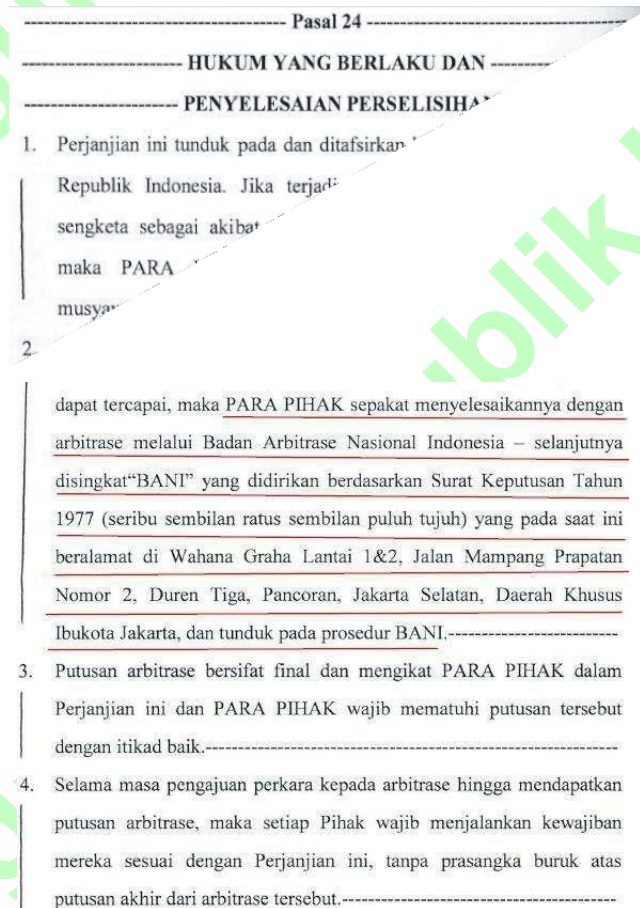 ------------------------------------- Pasal 24 -------------------------------------
----------------------- HUKUM YANG BERLAKU DAN ----------
---------------------- PENYELESAIAN
1. Perjanjian ini tunduk pada dan ditafsirkan
Republik Indonesia. Jika
sengketa sebagai akibat
maka PARA
2.
dapat tercapai, maka PARA PIHAK sepakat menyelesaikannya dengan
arbitrase melalui Badan Arbitrase Nasional Indonesia – selanjutnya
disingkat“BANI” yang didirikan berdasarkan Surat Keputusan Tahun
1977 (seribu sembilan ratus sembilan puluh tujuh) yang pada saat ini
beralamat di Wahana Graha Lantai 1&2, Jalan Mampang Prapatan
Nomor 2, Duren Tiga, Pancoran, Jakarta Selatan, Daerah Khusus
Ibukota Jakarta, dan tunduk pada prosedur BANI.-------------------------
3. Putusan arbitrase bersifat final dan mengikat PARA PIHAK dalam
Perjanjian ini dan PARA PIHAK wajib mematuhi putusan tersebut
dengan itikad baik.------------------------------------------------------------
4. Selama masa pengajuan perkara kepada arbitrase hingga mendapatkan
putusan arbitrase, maka setiap Pihak wajib menjalankan kewajiban
mereka sesuai dengan Perjanjian ini, tanpa prasangka buruk atas
putusan akhir dari arbitrase tersebut.----------------------------------------